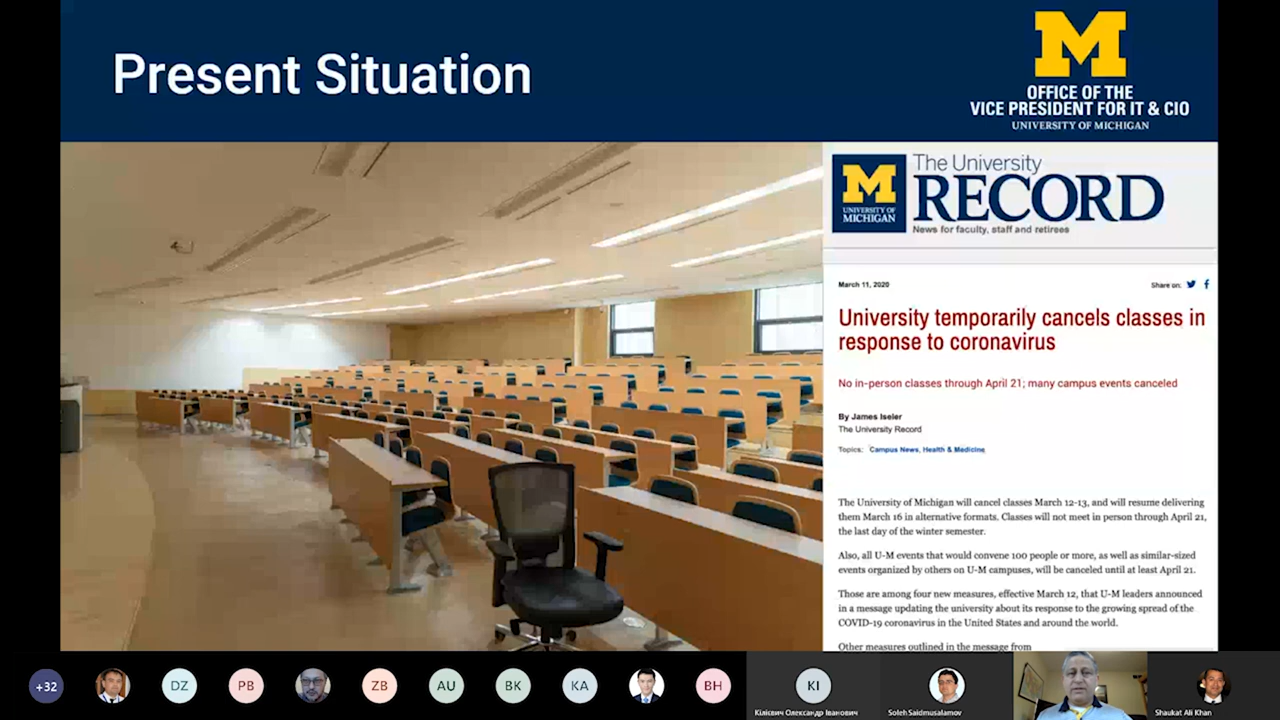 Present Situation
M
OFFICE OF THE
VICE PRESIDENT FOR IT & CIO
UNIVERSITY OF MICHIGAN
M
UNIVERSITY OF
MICHIGAN
The University
RECORD
News for faculty, staff and retirees
March 11, 2020
Share on:
University temporarily cancels classes in
response to coronavirus
No in-person classes through April 21; many campus events canceled
By James Iseler
The University Record
Topics: Campus News, Health & Medicine
The University of Michigan will cancel classes March 12-13, and will resume delivering
them March 16 in alternative formats. Classes will not meet in person through April 21,
the last day of the winter semester.
Also, all U-M events that would convene 100 people or more, as well as similar-sized
events organized by others on U-M campuses, will be canceled until at least April 21.
Those are among four new measures, effective March 12, that U-M leaders announced
in a message updating the university about its response to the growing spread of the
COVID-19 coronavirus in the United States and around the world.
Other measures outlined in the message from
+32
DZ
PB
ZB
AU
BK
KA
BH
KI
Кілієвич Олександр Іванович
Soleh.Saidmusalamov
Shaukat Ali Khan